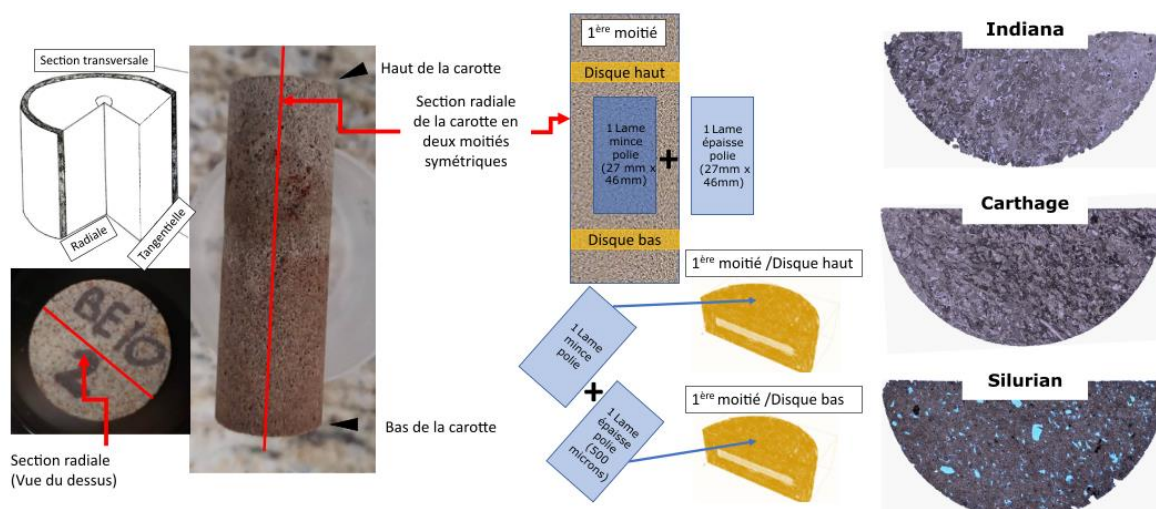 Section transversale
Radiale
Tangentielle
BE10
2
Section radiale
(Vue du dessus)
Haut de la carotte
Section radiale
de la carotte en
deux moitiés
symétriques
Bas de la carotte
1ère moitié
Disque haut
1 Lame
mince
polie
(27 mm x
46mm)
+
1 Lame
épaisse
polie
(27mm x
46mm)
Disque bas
1ère moitié /Disque haut
1 Lame
mince
polie
+
1ère moitié /Disque bas
1 Lame
épaisse
polie
(500
microns)
Indiana
Carthage
Silurian